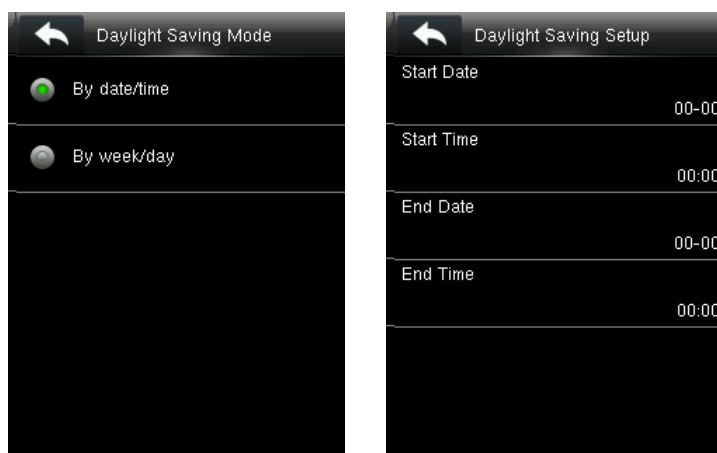 Daylight Saving Mode
By date/time
By week/day
Daylight Saving Setup
Start Date
00-00
Start Time
00:00
End Date
00-00
End Time
00:00